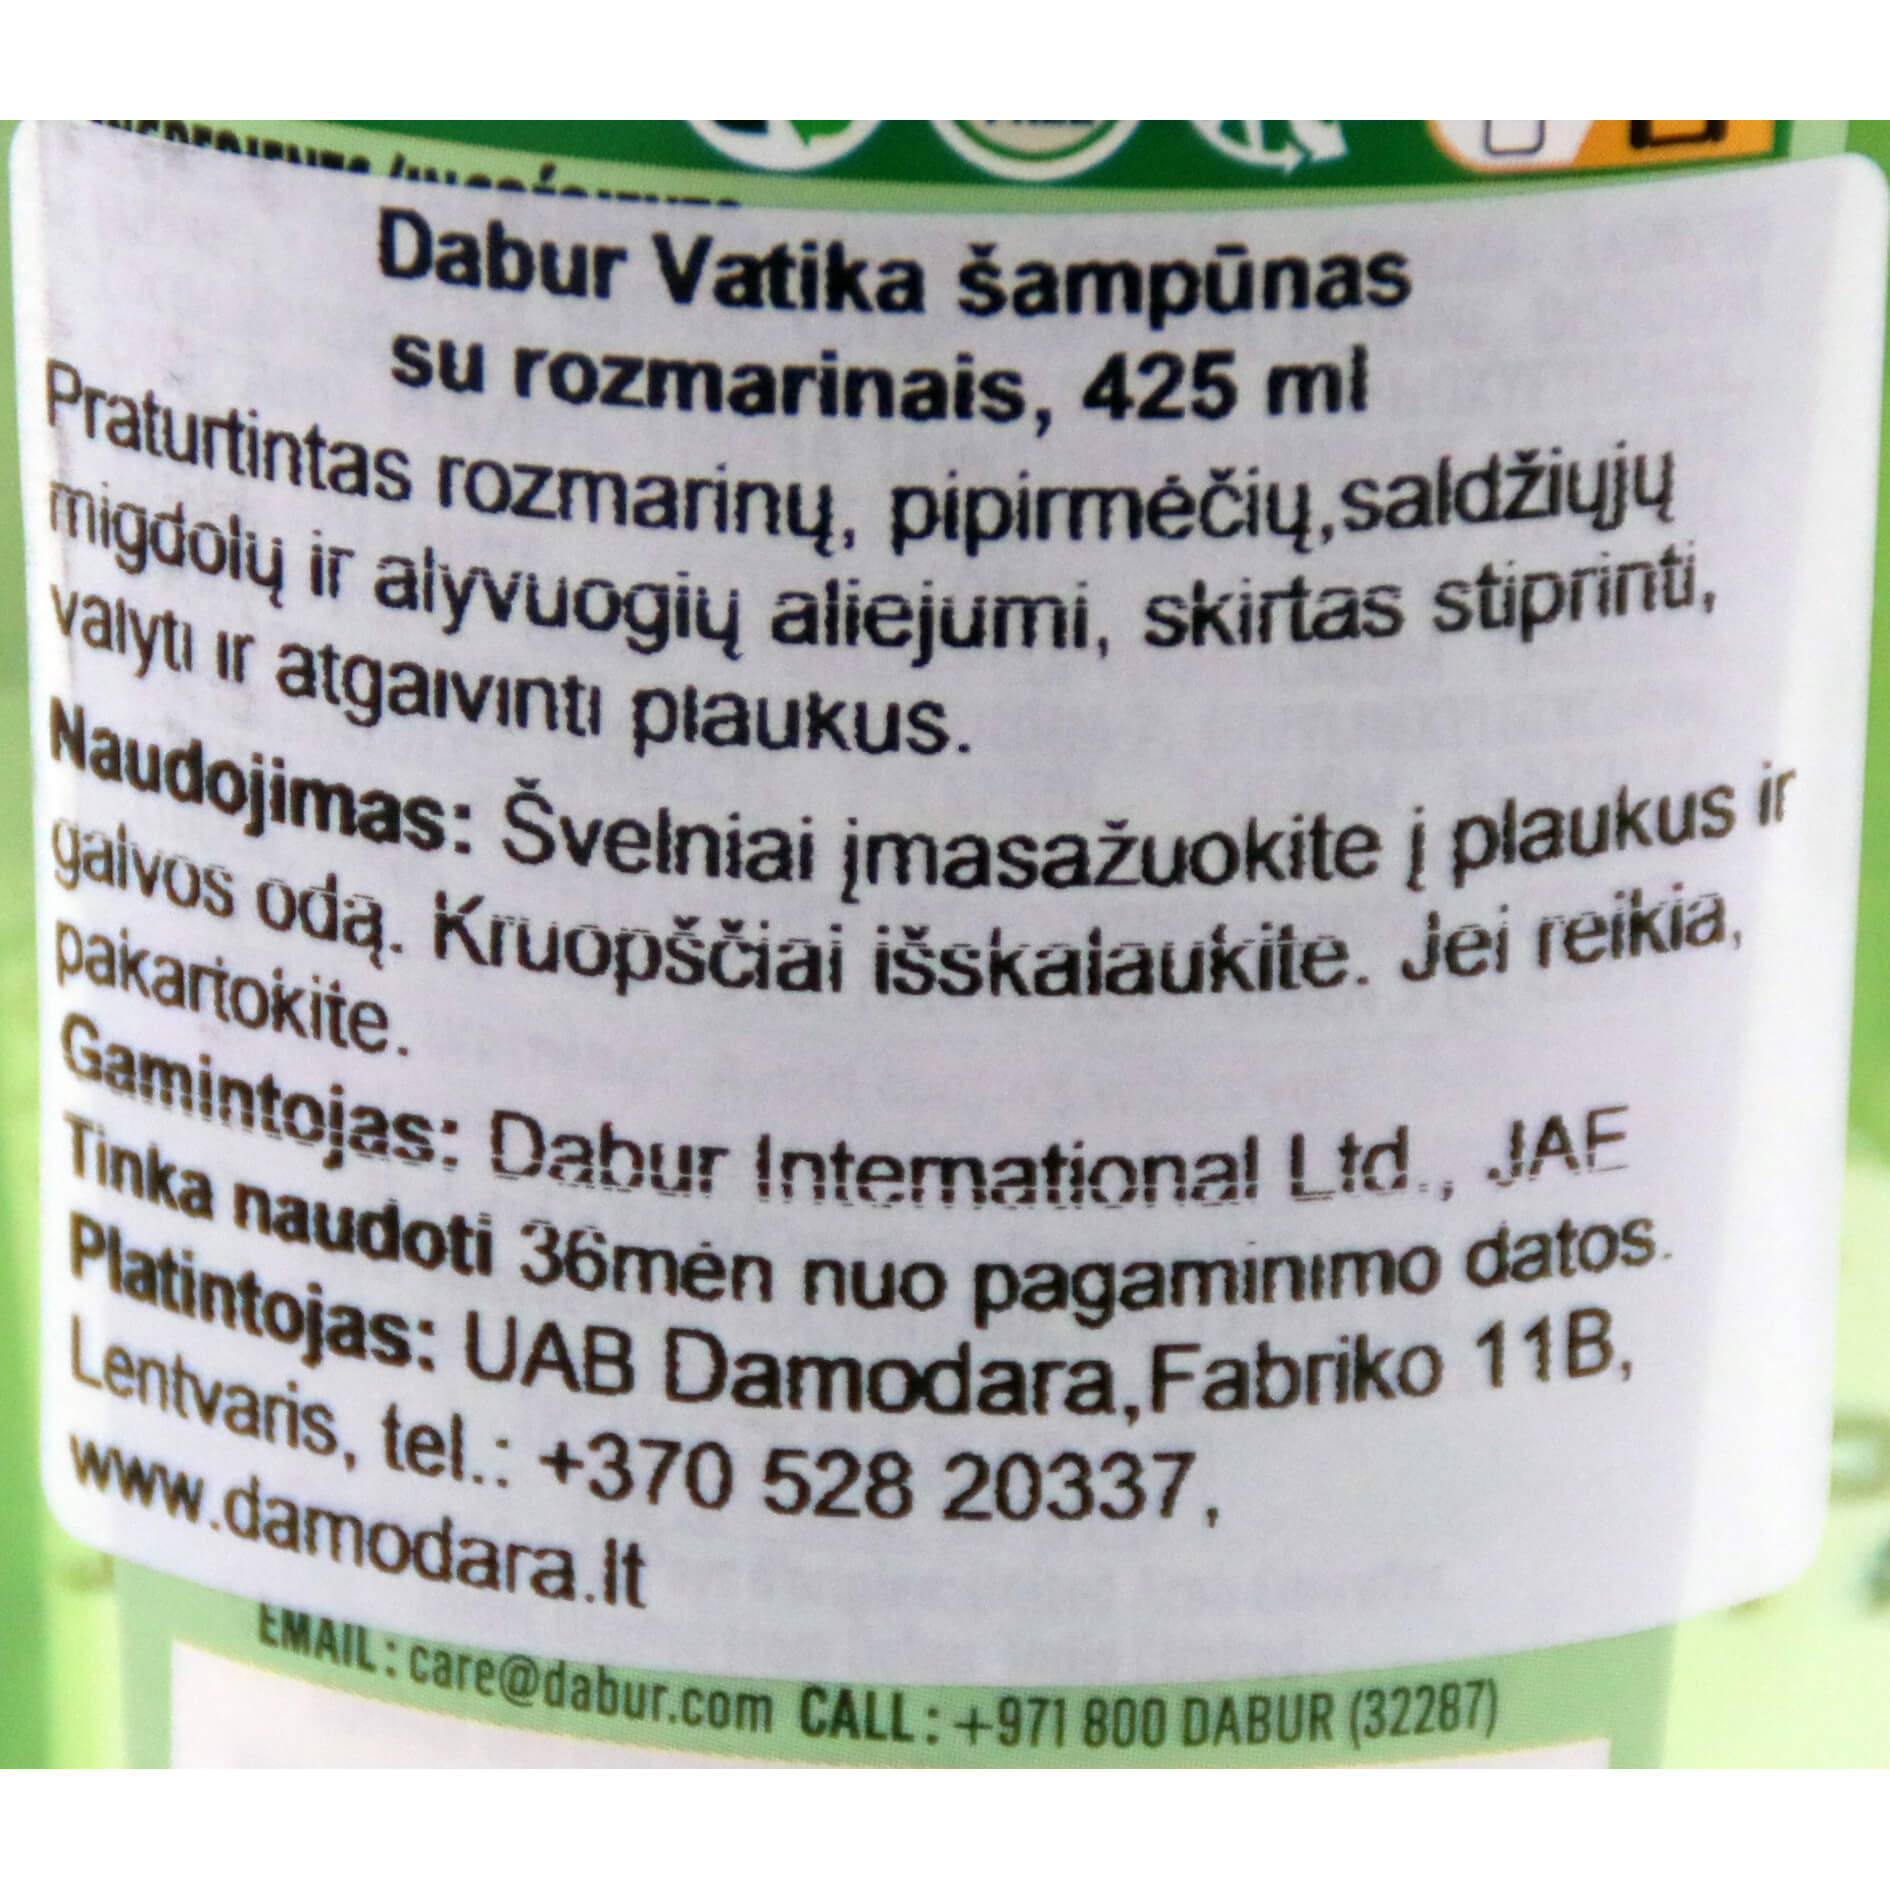 INGREDIENTS / INGRÉDIENTS
Dabur Vatika šampūnas
su rozmarinais, 425 ml
Praturtintas rozmarinų, pipirmėčių,saldžiųjų
migdolų ir alyvuogių aliejumi, skirtas stiprinti,
valyti ir atgaivinti plaukus.
Naudojimas: Švelniai įmasažuokite į plaukus ir
galvos odą. Kruopščiai išskalaukite. Jei reikia,
pakartokite.
Gamintojas: Dabur International Ltd., JAE
Tinka naudoti 36mėn nuo pagaminimo datos.
Platintojas: UAB Damodara,Fabriko 11B,
Lentvaris, tel.: +370 528 20337,
www.damodara.lt
EMAIL : care@dabur.com CALL : +971 800 DABUR (32287)